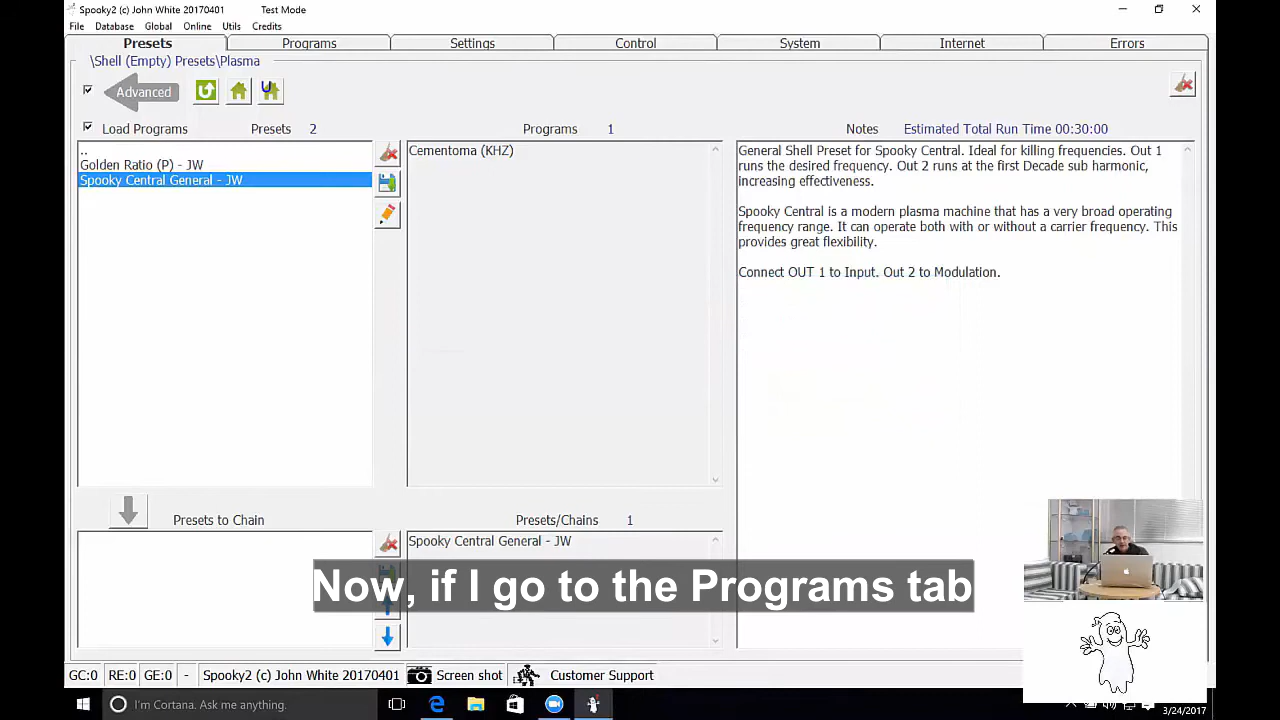 Spooky2 (c) John White 20170401 Test Mode
File Database Global Online Utils Credits
Presets Programs Settings Control System Internet Errors
\Shell (Empty) Presets\Plasma
Advanced
Load Programs Presets 2 Programs 1 Notes Estimated Total Run Time 00:30:00
..
Golden Ratio (P) - JW
Spooky Central General - JW
Cementoma (KHZ)
General Shell Preset for Spooky Central. Ideal for killing frequencies. Out 1
runs the desired frequency. Out 2 runs at the first Decade sub harmonic,
increasing effectiveness.
Spooky Central is a modern plasma machine that has a very broad operating
frequency range. It can operate both with or without a carrier frequency. This
provides great flexibility.
Connect OUT 1 to Input. Out 2 to Modulation.
Presets to Chain Presets/Chains 1
Spooky Central General - JW
Now, if I go to the Programs tab
GC:0 RE:0 GE:0 - Spooky2 (c) John White 20170401 Screen shot Customer Support
I'm Cortana. Ask me anything.
3/24/2017